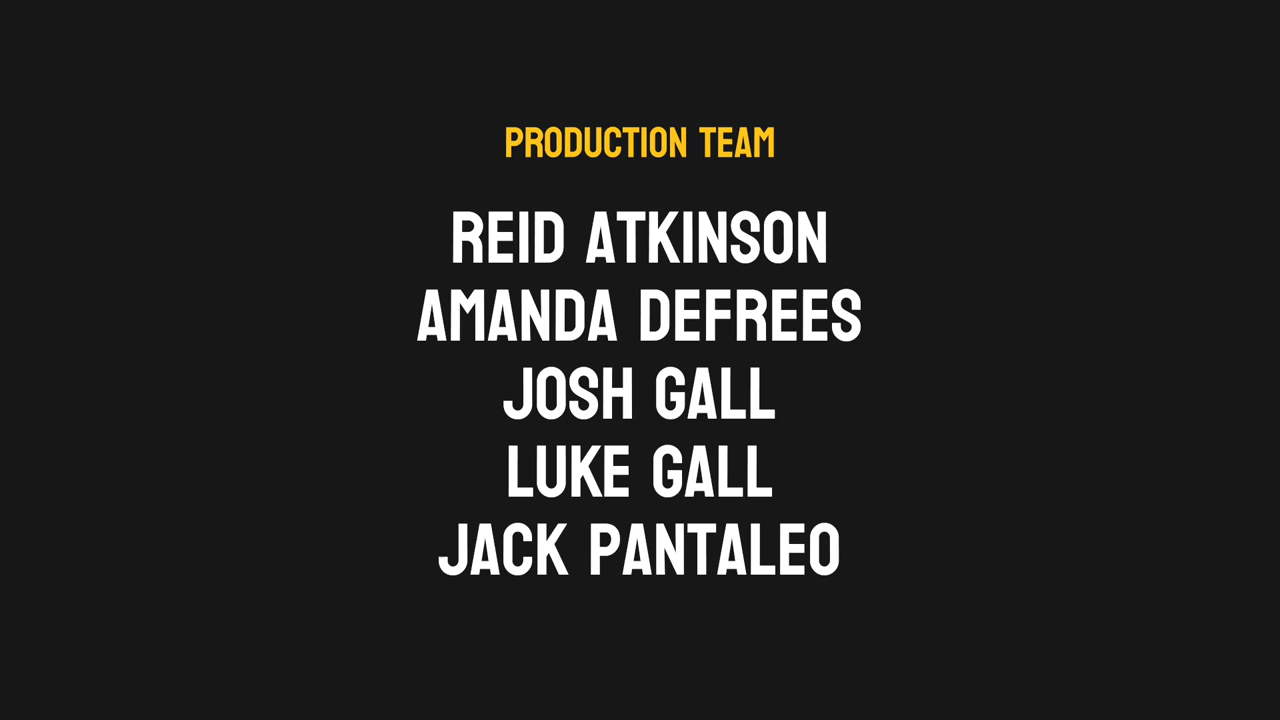 PRODUCTION TEAM
REID ATKINSON
AMANDA DEFREES
JOSH GALL
LUKE GALL
JACK PANTALEO